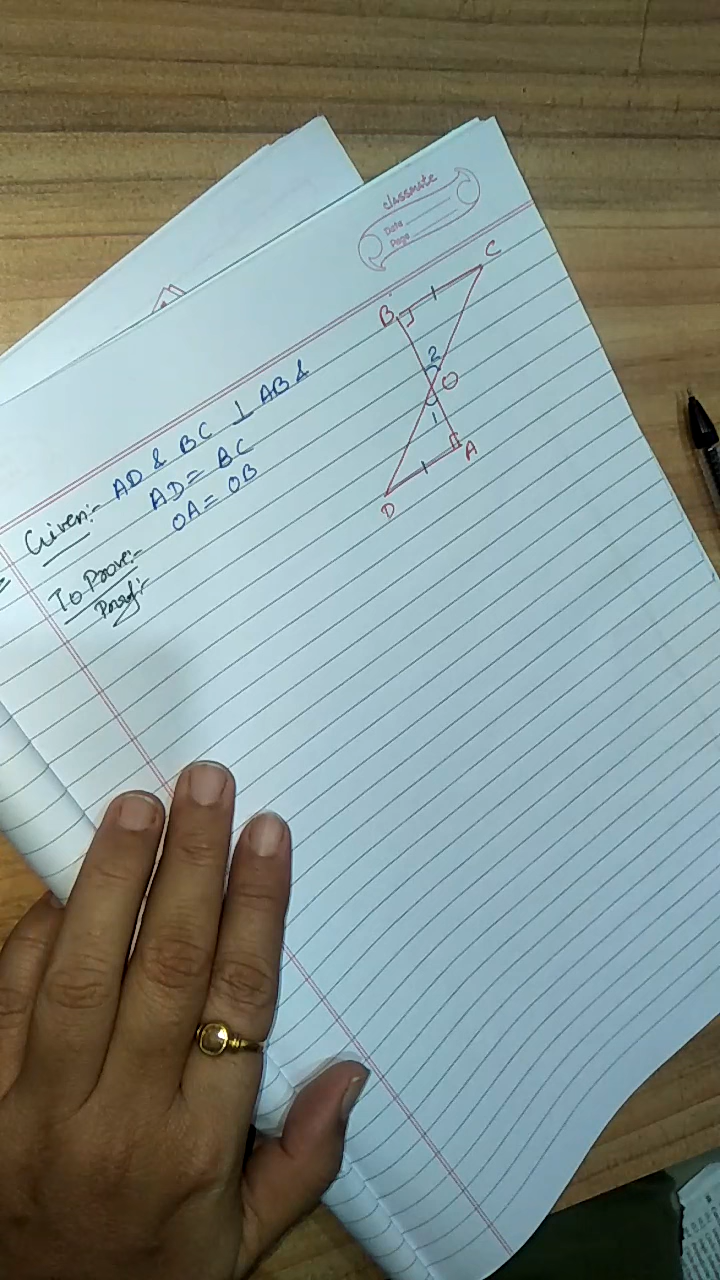 classmate
Date
Page
Given:- AD & BC ⊥ AB &
AD = BC
To Prove:- OA = OB
Proof:-
C
B
2
O
1
A
D